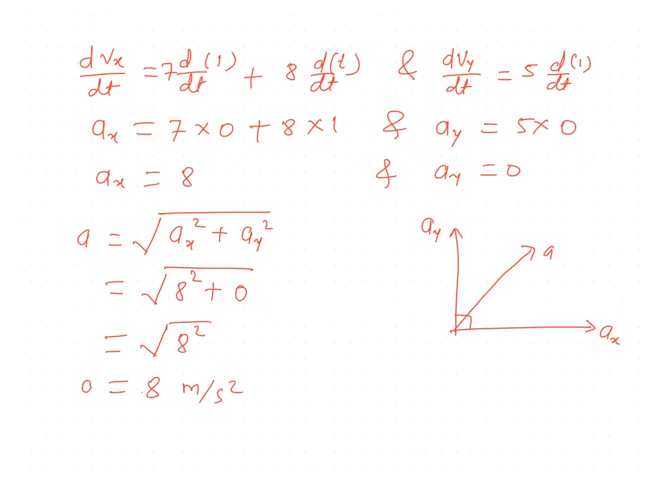 dVx/dt = 7 d(1)/dt + 8 d(t)/dt & dVy/dt = 5 d(1)/dt
ax = 7 × 0 + 8 × 1 & ay = 5 × 0
ax = 8 & ay = 0
a = √(ax² + ay²)
= √(8² + 0)
= √(8²)
a = 8 m/s²
ay
a
ax